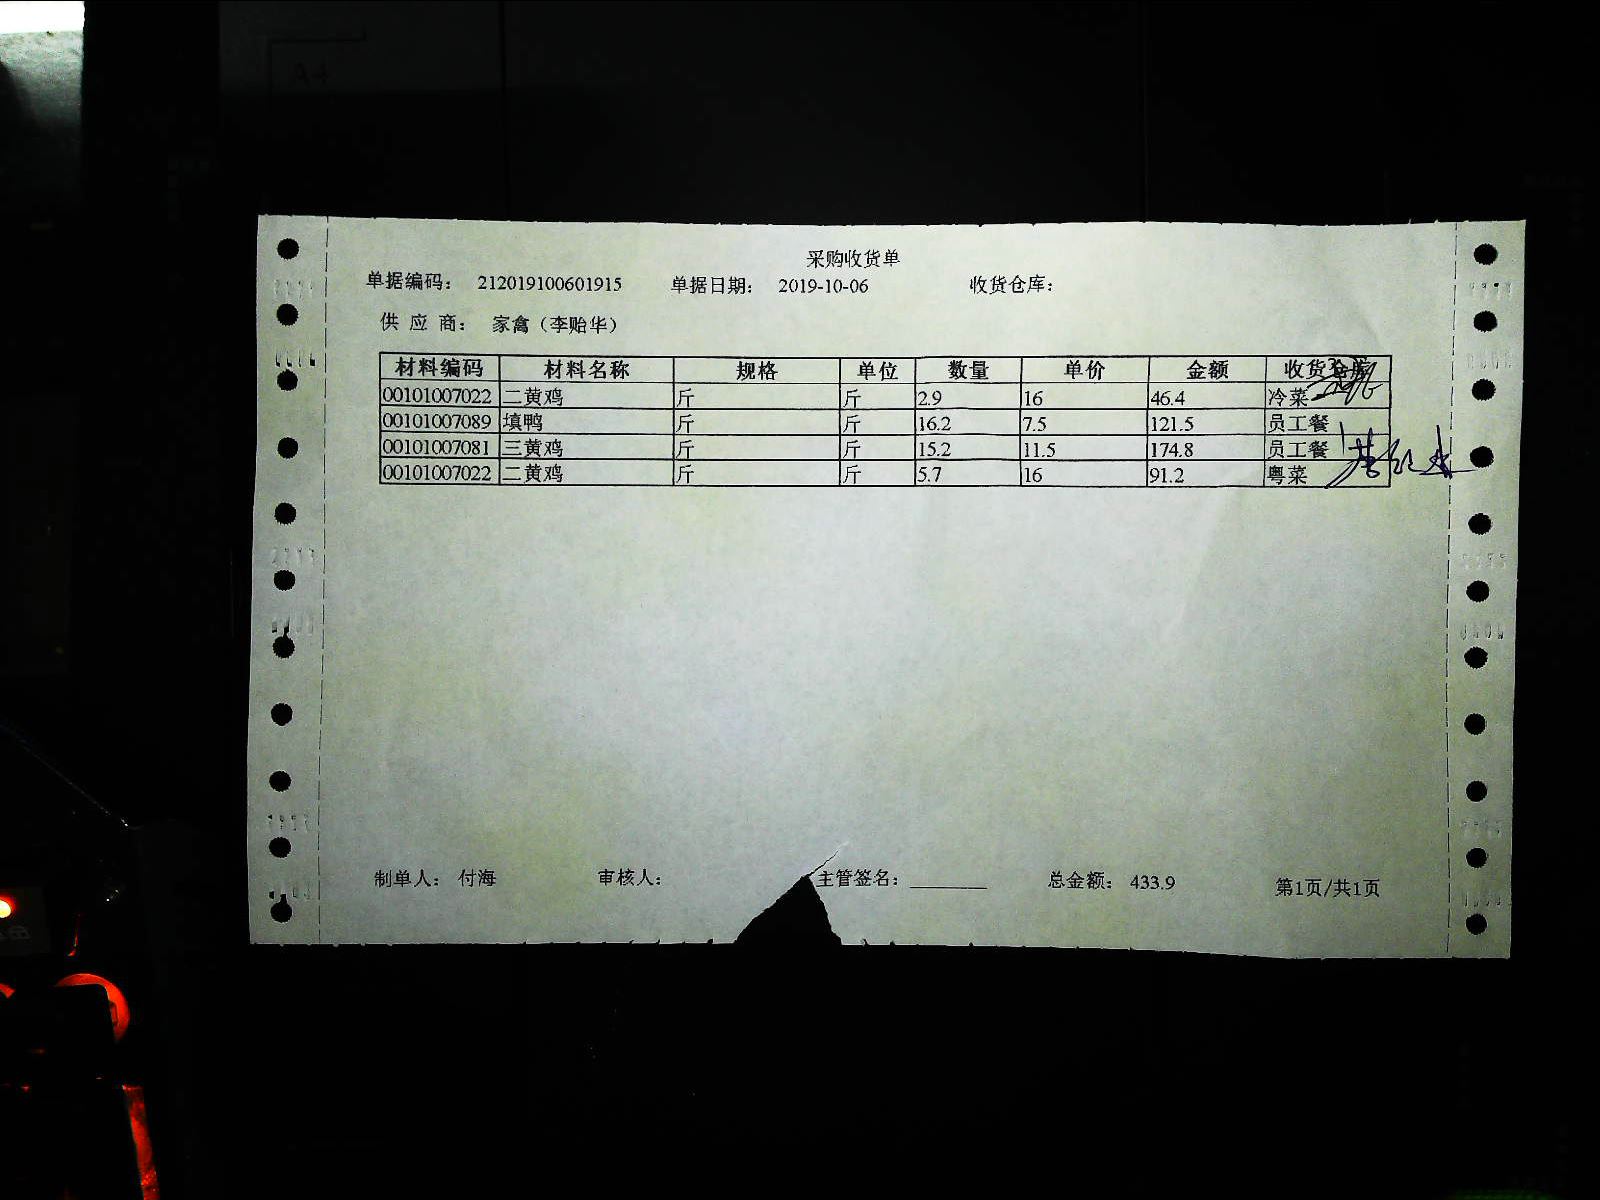 采购收货单
单据编码： 212019100601915 单据日期： 2019-10-06 收货仓库：
供应商： 家禽（李贻华）
材料编码 材料名称 规格 单位 数量 单价 金额 收货仓库
00101007022 二黄鸡 斤 斤 2.9 16 46.4 冷菜
00101007089 填鸭 斤 斤 16.2 7.5 121.5 员工餐
00101007081 三黄鸡 斤 斤 15.2 11.5 174.8 员工餐
00101007022 二黄鸡 斤 斤 5.7 16 91.2 粤菜
制单人： 付海 审核人： 主管签名： 总金额： 433.9 第1页/共1页